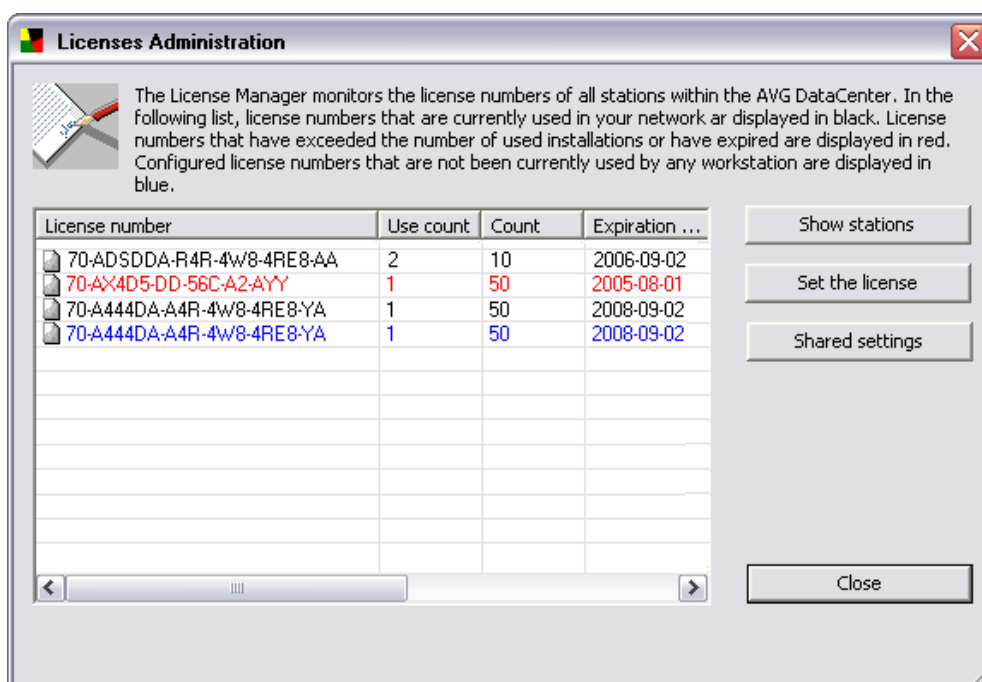 Licenses Administration
The License Manager monitors the license numbers of all stations within the AVG DataCenter. In the
following list, license numbers that are currently used in your network ar displayed in black. License
numbers that have exceeded the number of used installations or have expired are displayed in red.
Configured license numbers that are not been currently used by any workstation are displayed in
blue.
License number Use count Count Expiration ...
70-ADSDDA-R4R-4W8-4RE8-AA 2 10 2006-09-02
70-AX4D5-DD-56C-A2-AYY 1 50 2005-08-01
70-A444DA-A4R-4W8-4RE8-YA 1 50 2008-09-02
70-A444DA-A4R-4W8-4RE8-YA 1 50 2008-09-02
Show stations
Set the license
Shared settings
Close